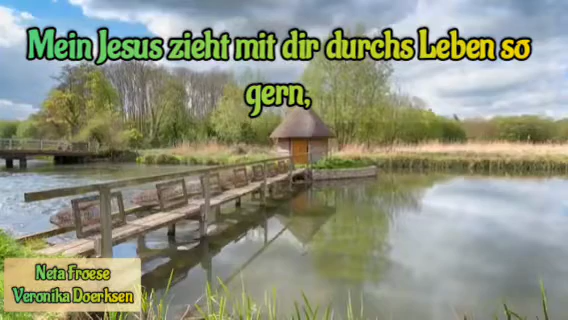 Mein Jesus zieht mit dir durchs Leben so
gern,
Neta Froese
Veronika Doerksen